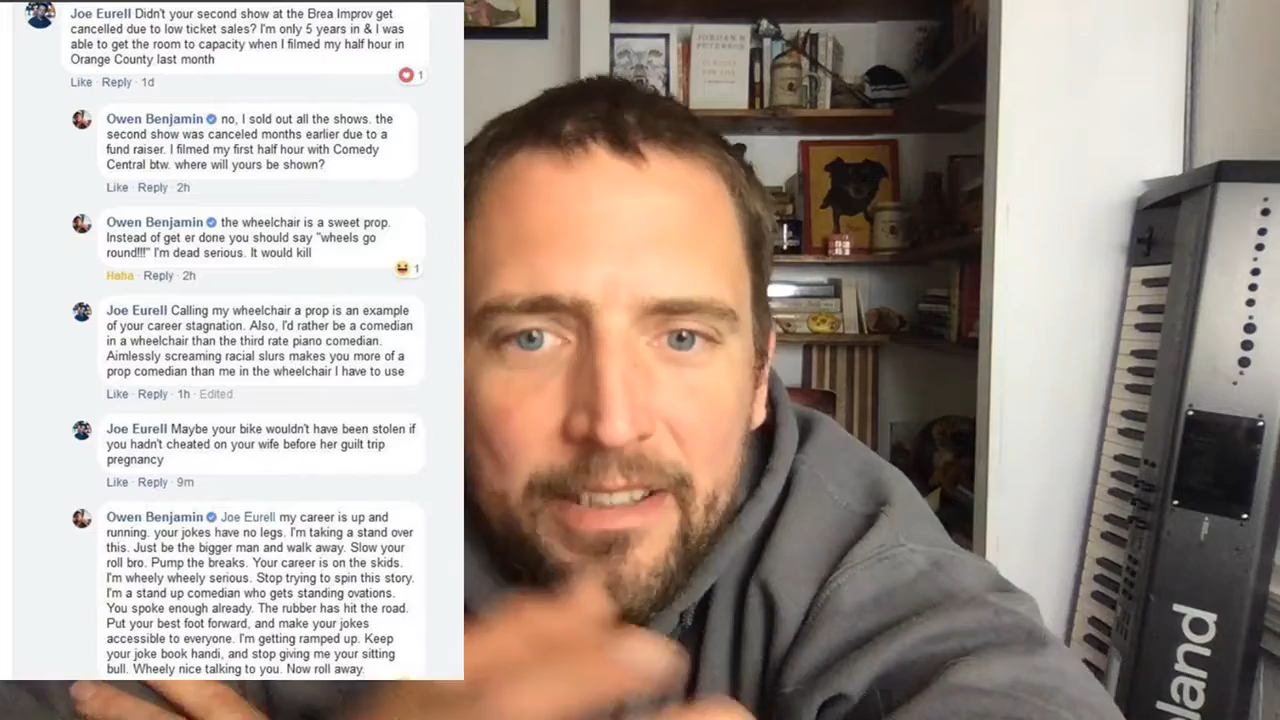 Joe Eurell Didn't your second show at the Brea Improv get
cancelled due to low ticket sales? I'm only 5 years in & I was
able to get the room to capacity when I filmed my half hour in
Orange County last month
Like · Reply · 1d
1
Owen Benjamin no, I sold out all the shows. the
second show was canceled months earlier due to a
fund raiser. I filmed my first half hour with Comedy
Central btw. where will yours be shown?
Like · Reply · 2h
Owen Benjamin the wheelchair is a sweet prop.
Instead of get er done you should say "wheels go
round!!!" I'm dead serious. It would kill
Haha · Reply · 2h
1
Joe Eurell Calling my wheelchair a prop is an example
of your career stagnation. Also, I'd rather be a comedian
in a wheelchair than the third rate piano comedian.
Aimlessly screaming racial slurs makes you more of a
prop comedian than me in the wheelchair I have to use
Like · Reply · 1h · Edited
Joe Eurell Maybe your bike wouldn't have been stolen if
you hadn't cheated on your wife before her guilt trip
pregnancy
Like · Reply · 9m
Owen Benjamin Joe Eurell my career is up and
running. your jokes have no legs. I'm taking a stand over
this. Just be the bigger man and walk away. Slow your
roll bro. Pump the breaks. Your career is on the skids.
I'm wheely wheely serious. Stop trying to spin this story.
I'm a stand up comedian who gets standing ovations.
You spoke enough already. The rubber has hit the road.
Put your best foot forward, and make your jokes
accessible to everyone. I'm getting ramped up. Keep
your joke book handi, and stop giving me your sitting
bull. Wheely nice talking to you. Now roll away.
JORDAN B
PETERSON
land